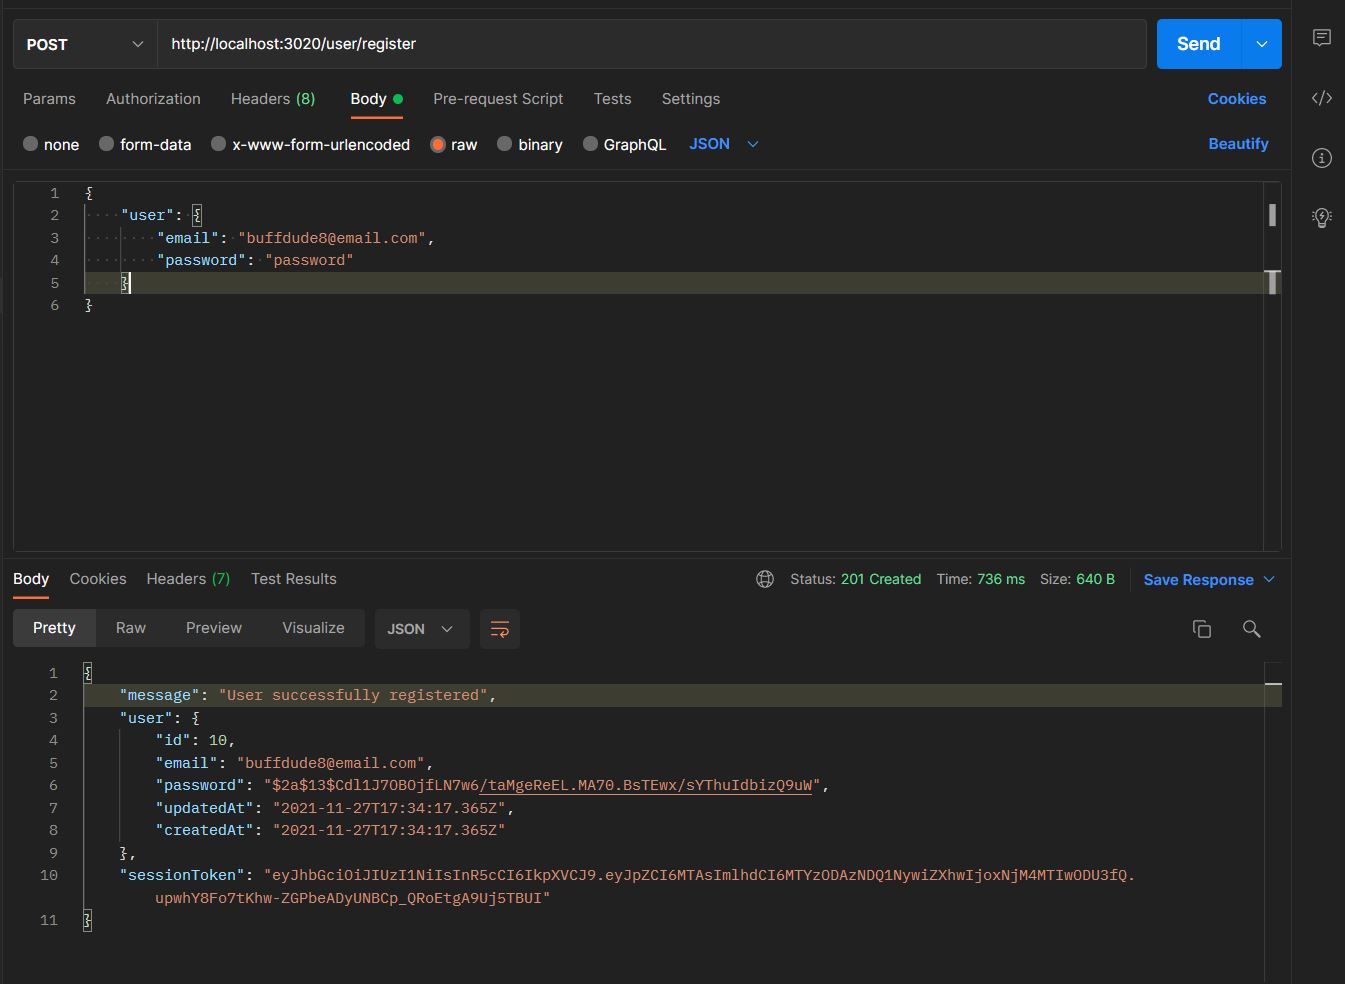 POST http://localhost:3020/user/register Send
Params Authorization Headers (8) Body Pre-request Script Tests Settings Cookies
none form-data x-www-form-urlencoded raw binary GraphQL JSON Beautify
1 {
2 "user": {
3 "email": "buffdude8@email.com",
4 "password": "password"
5 }
6 }
Body Cookies Headers (7) Test Results Status: 201 Created Time: 736 ms Size: 640 B Save Response
Pretty Raw Preview Visualize JSON
1 {
2 "message": "User successfully registered",
3 "user": {
4 "id": 10,
5 "email": "buffdude8@email.com",
6 "password": "$2a$13$Cdl1J7OBOjfLN7w6/taMgeReEL.MA70.BsTEwx/sYThuIdbizQ9uW",
7 "updatedAt": "2021-11-27T17:34:17.365Z",
8 "createdAt": "2021-11-27T17:34:17.365Z"
9 },
10 "sessionToken": "eyJhbGciOiJIUzI1NiIsInR5cCI6IkpXVCJ9.eyJpZCI6MTAsImlhdCI6MTYzODAzNDQ1NywiZXhwIjoxNjM4MTIwODU3fQ.
upwhY8Fo7tKhw-ZGPbeADyUNBCp_QRoEtgA9Uj5TBUI"
11 }